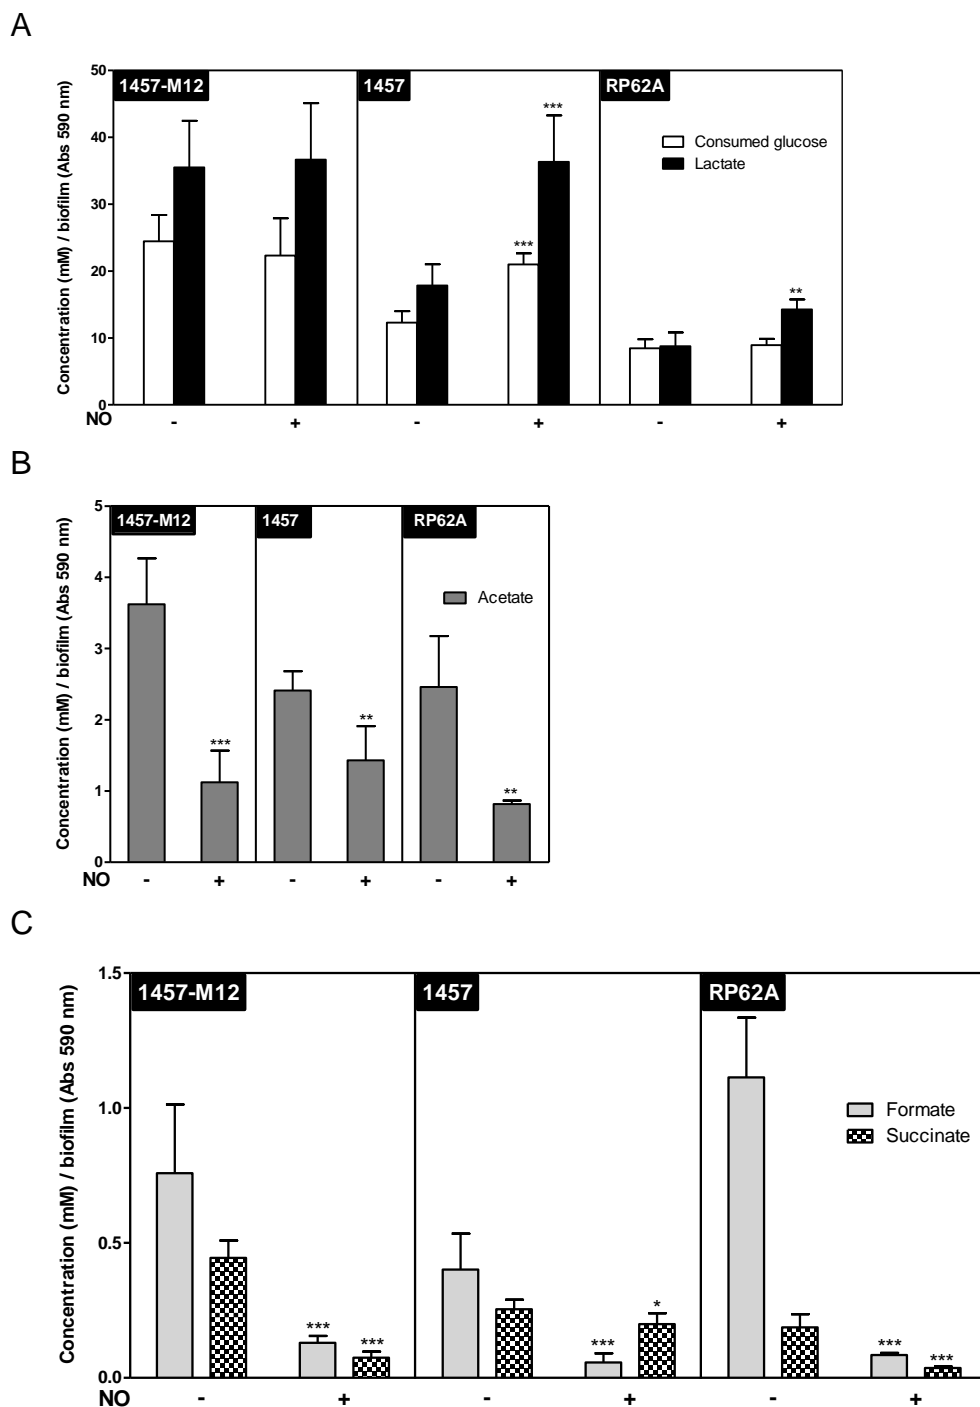 A
Concentration (mM) / biofilm (Abs 590 nm)
50
40
30
20
10
0
1457-M12
1457
RP62A
***
***
**
Consumed glucose
Lactate
NO - + - + - +
B
Concentration (mM) / biofilm (Abs 590 nm)
5
4
3
2
1
0
1457-M12
1457
RP62A
Acetate
***
**
**
NO - + - + - +
C
Concentration (mM) / biofilm (Abs 590 nm)
1.5
1.0
0.5
0.0
1457-M12
1457
RP62A
Formate
Succinate
*** ***
*** *
*** ***
NO - + - + - +